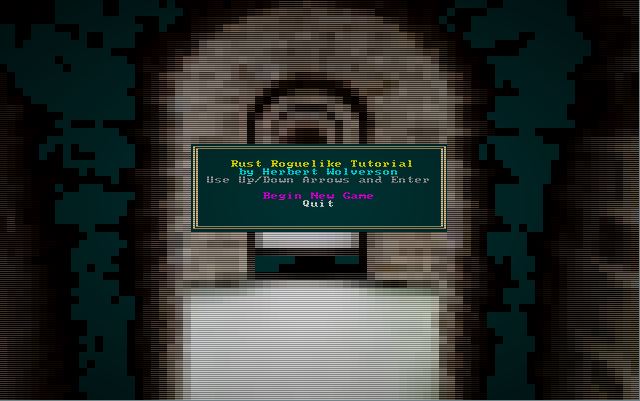 Rust Roguelike Tutorial
by Herbert Wolverson
Use Up/Down Arrows and Enter
Begin New Game
Quit